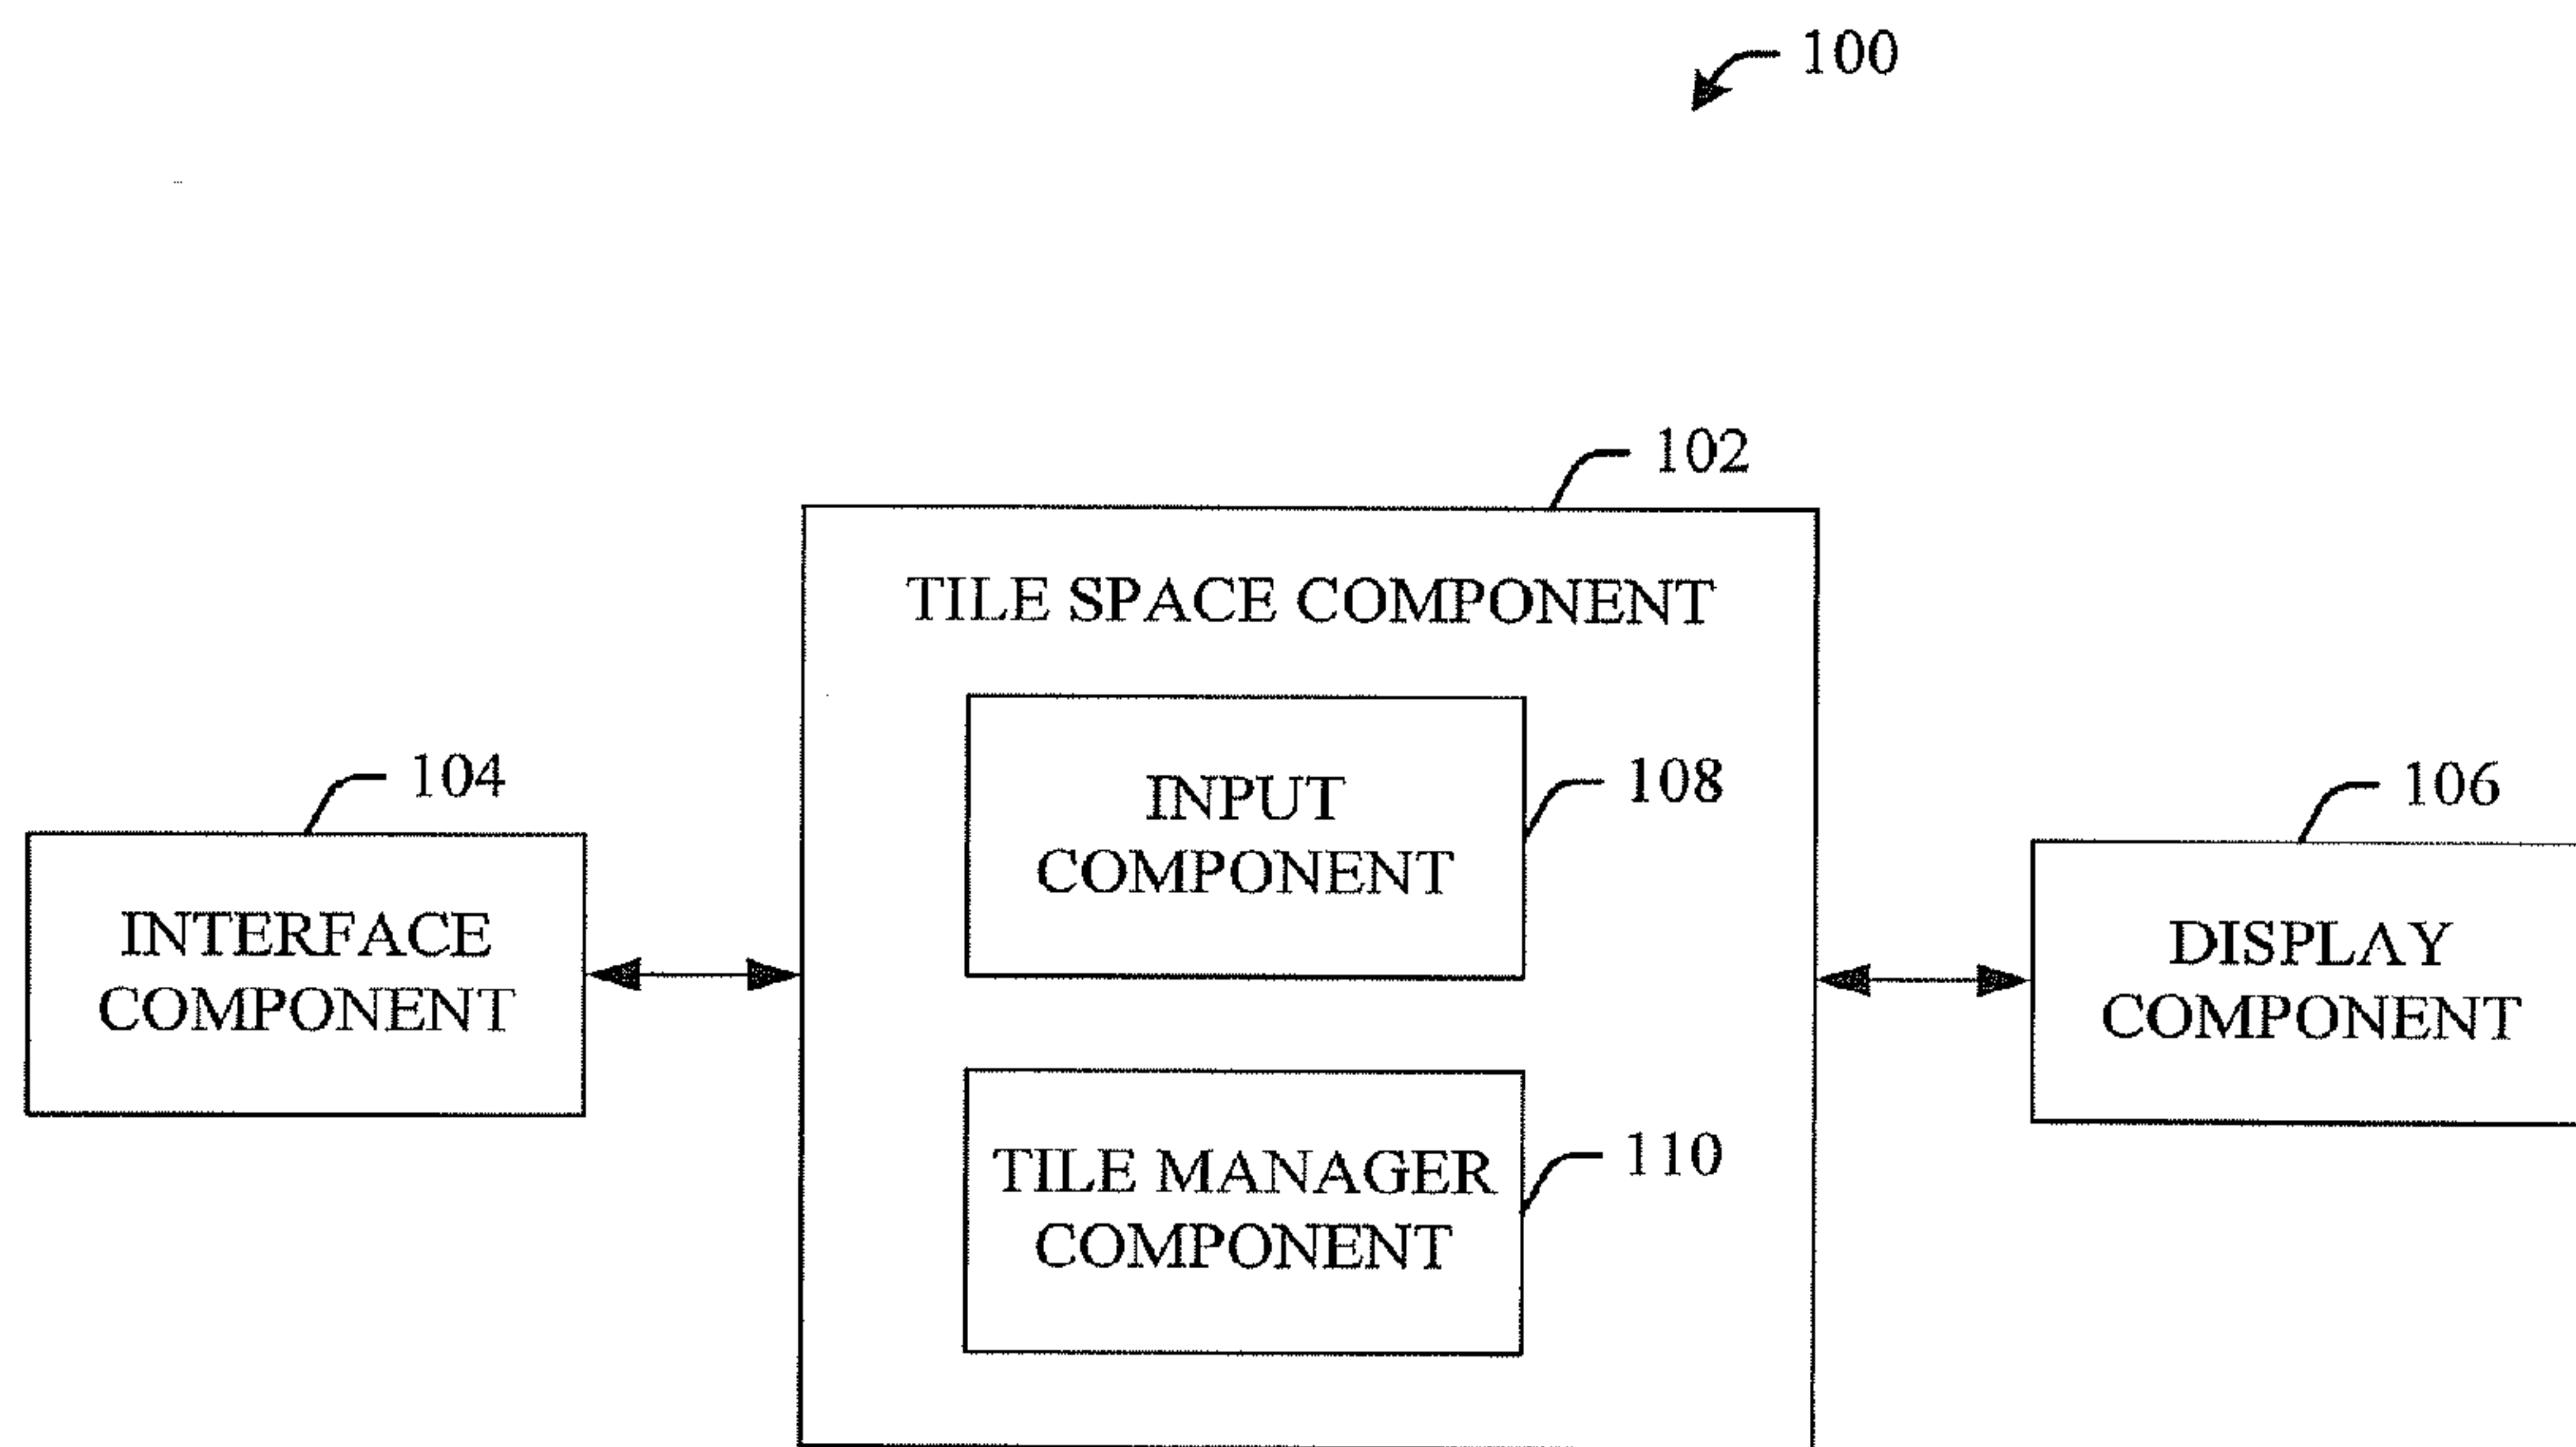 100
102
TILE SPACE COMPONENT
104
INTERFACE
COMPONENT
108
INPUT
COMPONENT
110
TILE MANAGER
COMPONENT
106
DISPLAY
COMPONENT